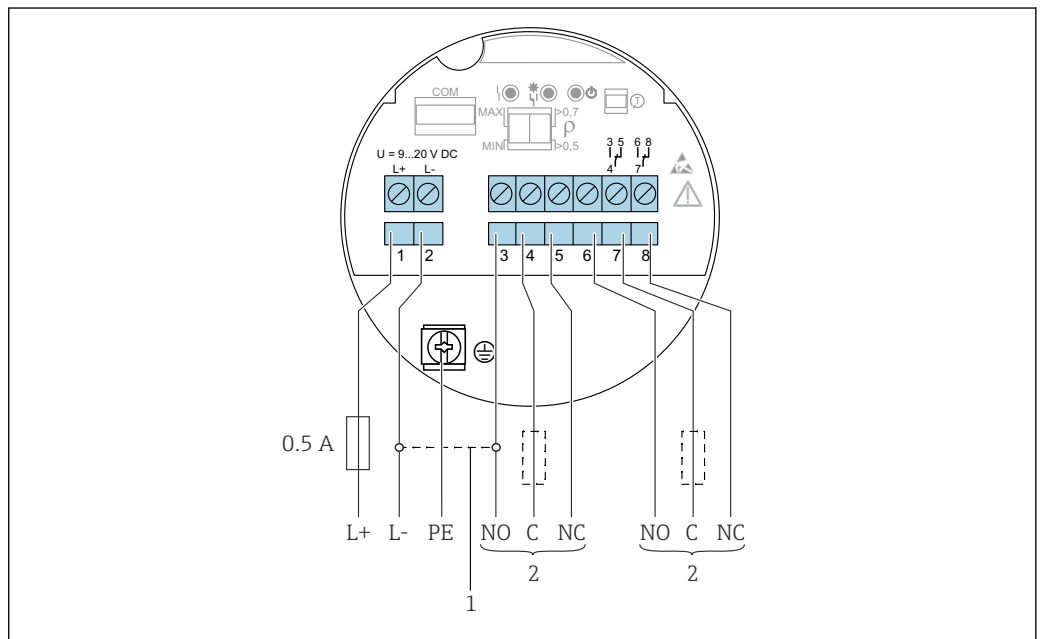 COM
MAX
>0,7
ρ
MIN
>0,5
T
U = 9...20 V DC
L+ L-
3 5
4
6 8
7
1 2 3 4 5 6 7 8
0.5 A
L+ L- PE NO C NC NO C NC
2 2
1